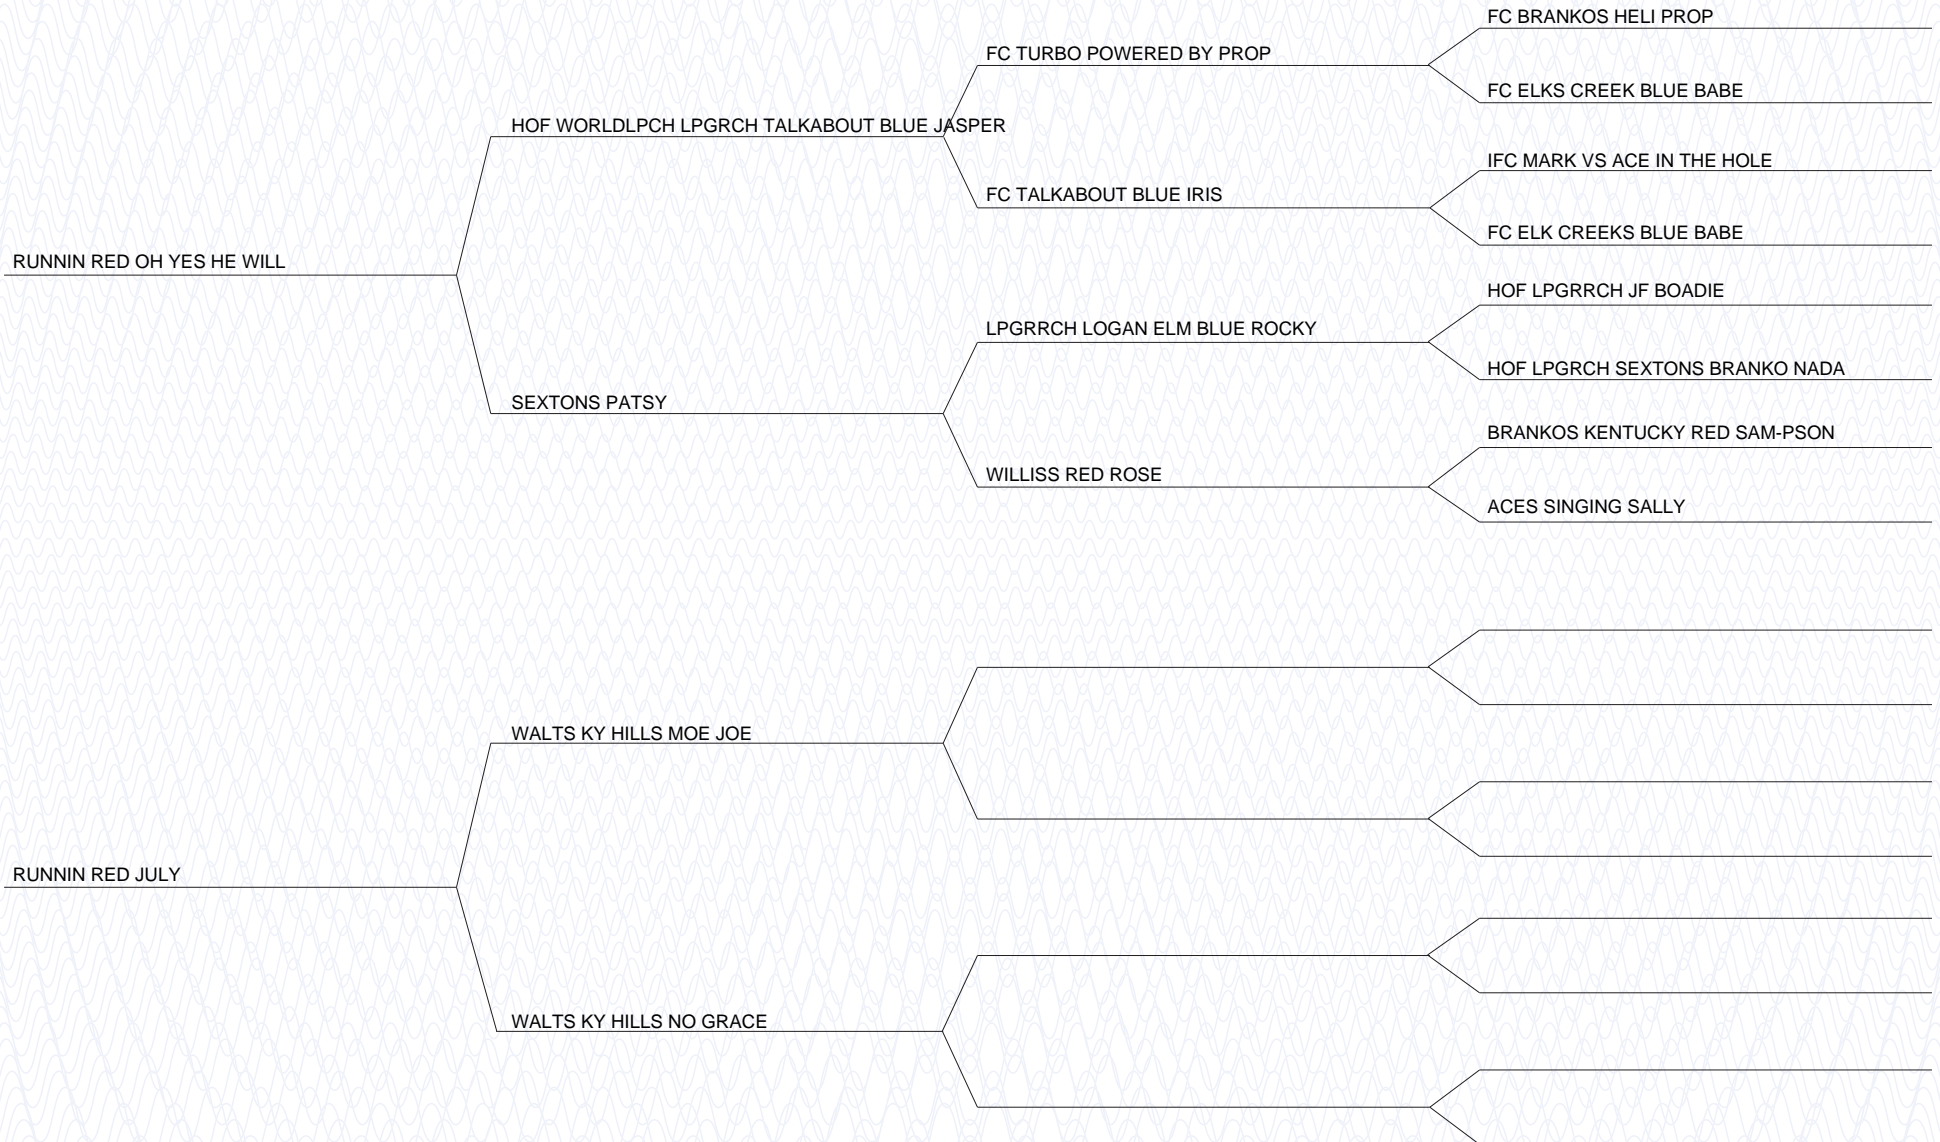 FC BRANKOS HELI PROP
FC TURBO POWERED BY PROP
FC ELKS CREEK BLUE BABE
HOF WORLDLPCH LPGRCH TALKABOUT BLUE JASPER
IFC MARK VS ACE IN THE HOLE
FC TALKABOUT BLUE IRIS
FC ELK CREEKS BLUE BABE
RUNNIN RED OH YES HE WILL
HOF LPGRRCH JF BOADIE
LPGRRCH LOGAN ELM BLUE ROCKY
HOF LPGRCH SEXTONS BRANKO NADA
SEXTONS PATSY
BRANKOS KENTUCKY RED SAM-PSON
WILLISS RED ROSE
ACES SINGING SALLY
WALTS KY HILLS MOE JOE
RUNNIN RED JULY
WALTS KY HILLS NO GRACE